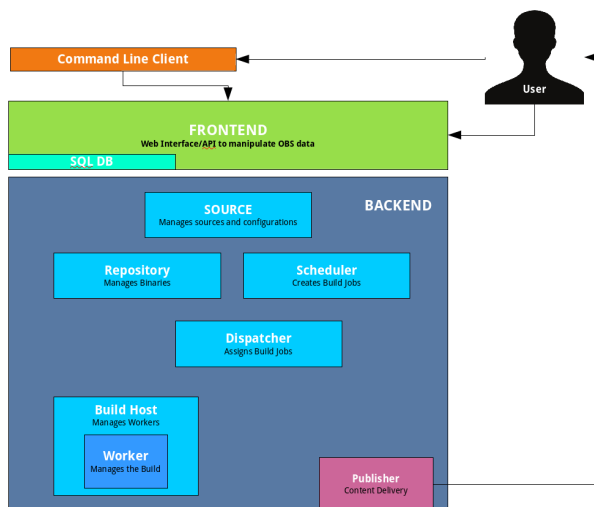 Command Line Client
User
FRONTEND
Web Interface/API to manipulate OBS data
SQL DB
BACKEND
SOURCE
Manages sources and configurations
Repository
Manages Binaries
Scheduler
Creates Build Jobs
Dispatcher
Assigns Build Jobs
Build Host
Manages Workers
Worker
Manages the Build
Publisher
Content Delivery